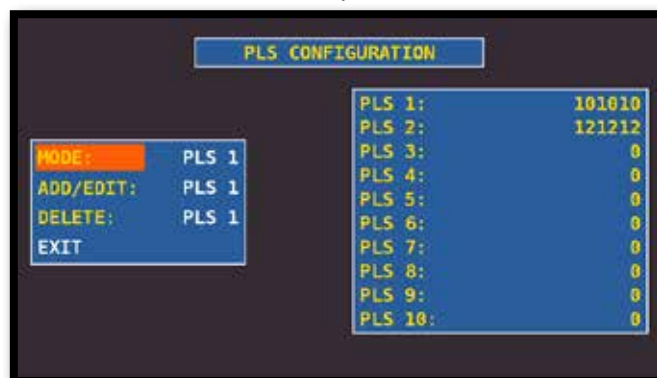 PLS CONFIGURATION
MODE: PLS 1
ADD/EDIT: PLS 1
DELETE: PLS 1
EXIT
PLS 1: 101010
PLS 2: 121212
PLS 3: 0
PLS 4: 0
PLS 5: 0
PLS 6: 0
PLS 7: 0
PLS 8: 0
PLS 9: 0
PLS 10: 0